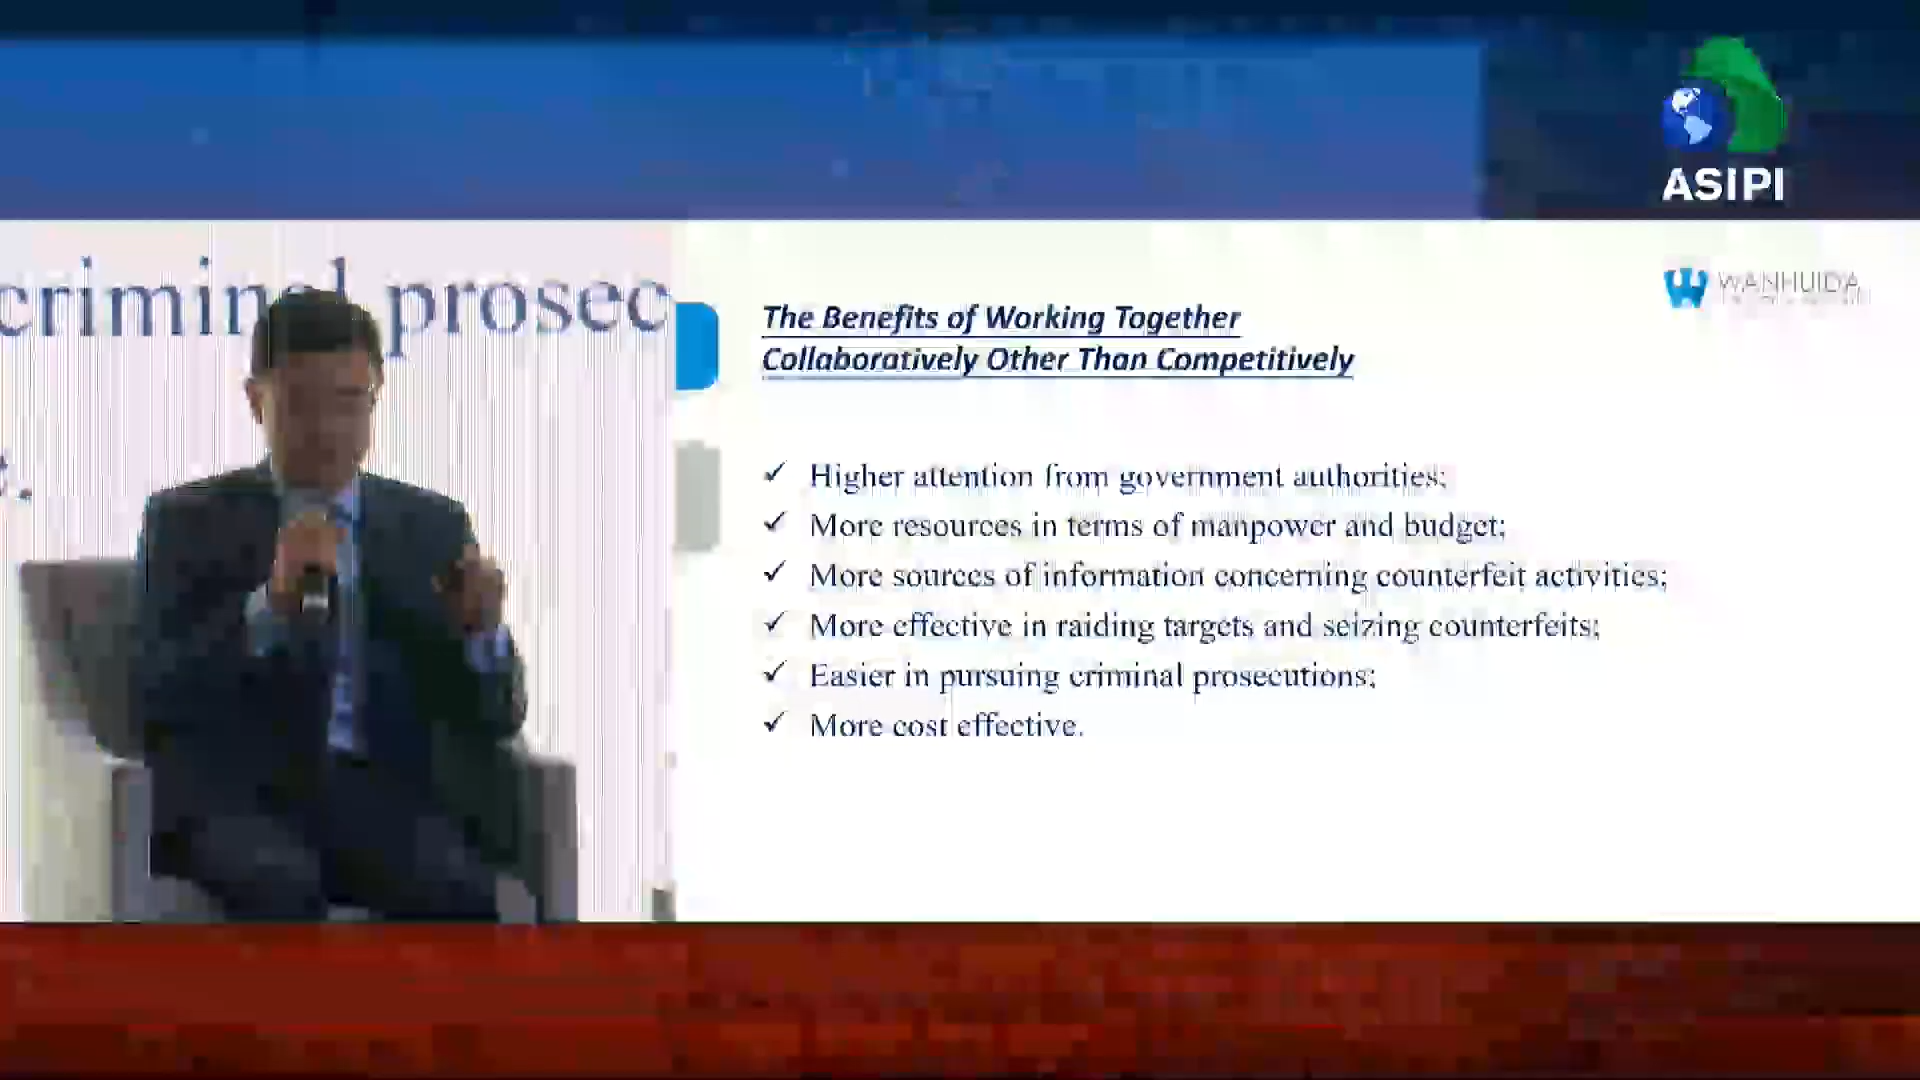 ASIPI
criminal prosec
WANHUIDA
The Benefits of Working Together
Collaboratively Other Than Competitively
✓ Higher attention from government authorities;
✓ More resources in terms of manpower and budget;
✓ More sources of information concerning counterfeit activities;
✓ More effective in raiding targets and seizing counterfeits;
✓ Easier in pursuing criminal prosecutions;
✓ More cost effective.